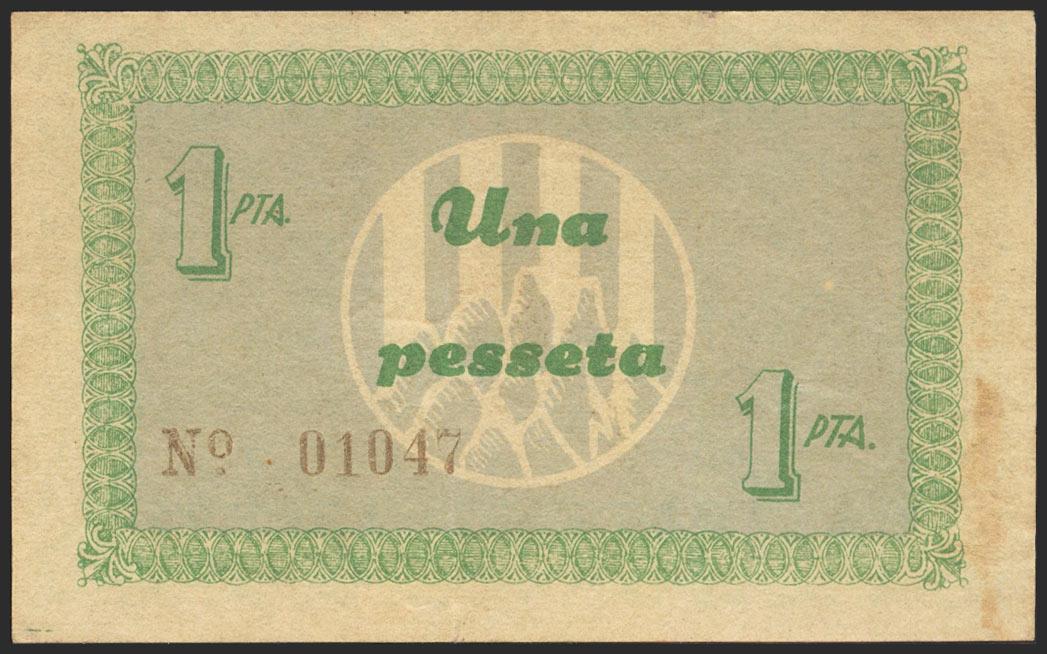 1 PTA.
Una
pesseta
Nº 01047
1 PTA.